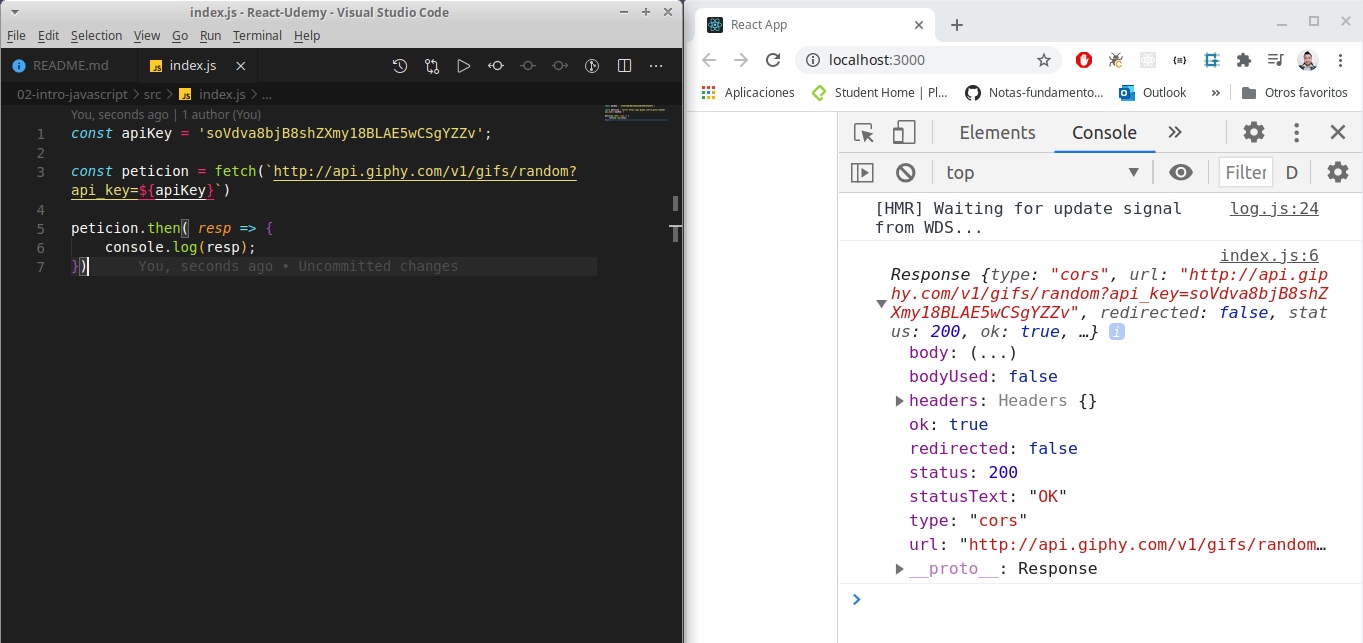 index.js - React-Udemy - Visual Studio Code
File Edit Selection View Go Run Terminal Help
README.md index.js
02-intro-javascript > src > JS index.js > ...
You, seconds ago | 1 author (You)
1 const apiKey = 'soVdva8bjB8shZXmy18BLAE5wCSgYZZv';
2
3 const peticion = fetch(`http://api.giphy.com/v1/gifs/random?
api_key=${apiKey}`)
4
5 peticion.then( resp => {
6 console.log(resp);
7 }) You, seconds ago • Uncommitted changes
React App
localhost:3000
Aplicaciones Student Home | Pl... Notas-fundamento... Outlook » Otros favoritos
Elements Console »
top Filter D
[HMR] Waiting for update signal log.js:24
from WDS...
index.js:6
Response {type: "cors", url: "http://api.gip
hy.com/v1/gifs/random?api_key=soVdva8bjB8shZ
Xmy18BLAE5wCSgYZZv", redirected: false, stat
us: 200, ok: true, …} i
body: (...)
bodyUsed: false
headers: Headers {}
ok: true
redirected: false
status: 200
statusText: "OK"
type: "cors"
url: "http://api.giphy.com/v1/gifs/random…
__proto__: Response